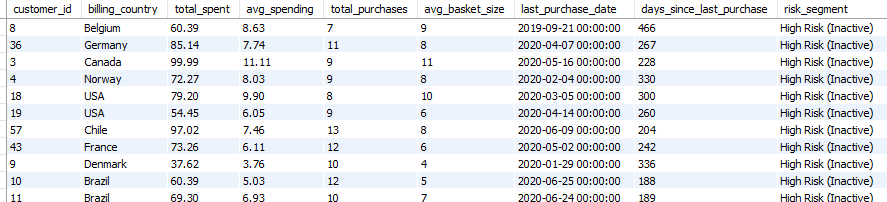 customer_id billing_country total_spent avg_spending total_purchases avg_basket_size last_purchase_date days_since_last_purchase risk_segment
8 Belgium 60.39 8.63 7 9 2019-09-21 00:00:00 466 High Risk (Inactive)
36 Germany 85.14 7.74 11 8 2020-04-07 00:00:00 267 High Risk (Inactive)
3 Canada 99.99 11.11 9 11 2020-05-16 00:00:00 228 High Risk (Inactive)
4 Norway 72.27 8.03 9 8 2020-02-04 00:00:00 330 High Risk (Inactive)
18 USA 79.20 9.90 8 10 2020-03-05 00:00:00 300 High Risk (Inactive)
19 USA 54.45 6.05 9 6 2020-04-14 00:00:00 260 High Risk (Inactive)
57 Chile 97.02 7.46 13 8 2020-06-09 00:00:00 204 High Risk (Inactive)
43 France 73.26 6.11 12 6 2020-05-02 00:00:00 242 High Risk (Inactive)
9 Denmark 37.62 3.76 10 4 2020-01-29 00:00:00 336 High Risk (Inactive)
10 Brazil 60.39 5.03 12 5 2020-06-25 00:00:00 188 High Risk (Inactive)
11 Brazil 69.30 6.93 10 7 2020-06-24 00:00:00 189 High Risk (Inactive)